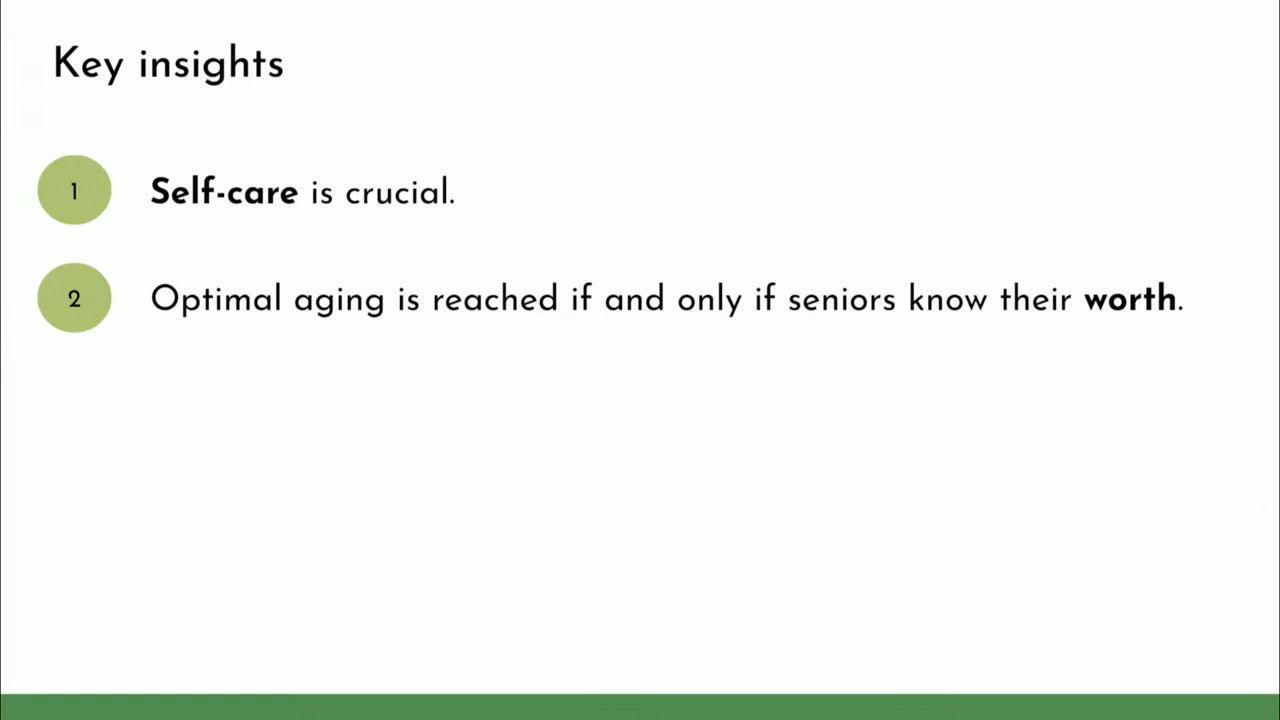 Key insights
1 Self-care is crucial.
2 Optimal aging is reached if and only if seniors know their worth.